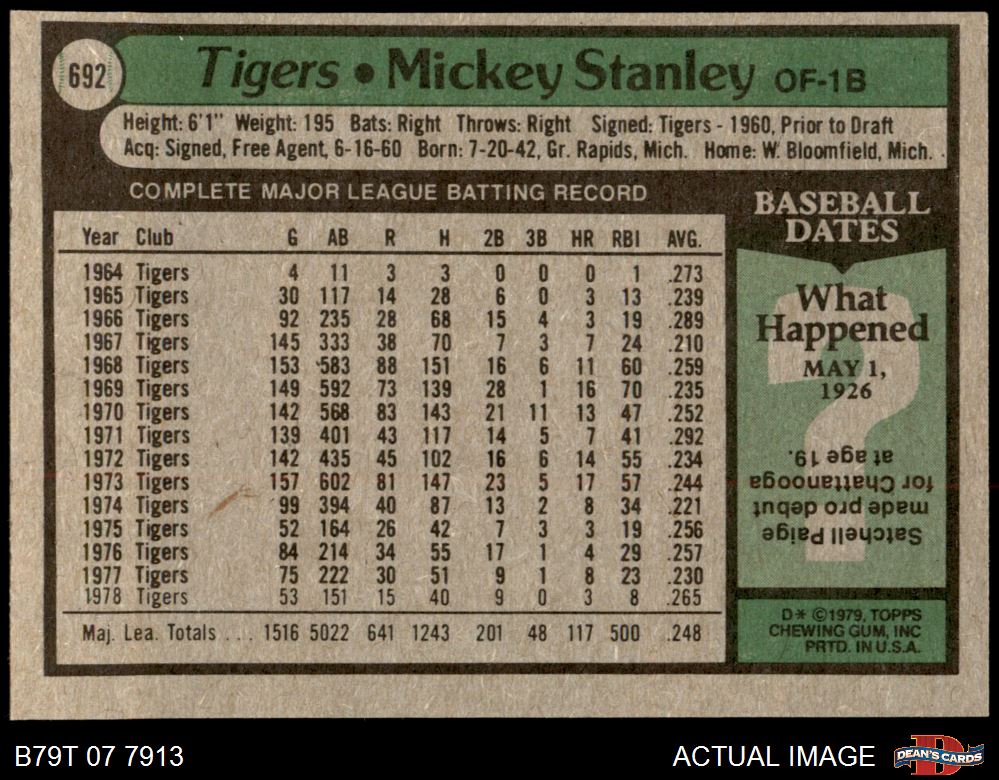 692
Tigers • Mickey Stanley OF-1B
Height: 6'1" Weight: 195 Bats: Right Throws: Right Signed: Tigers - 1960, Prior to Draft
Acq: Signed, Free Agent, 6-16-60 Born: 7-20-42, Gr. Rapids, Mich. Home: W. Bloomfield, Mich.
COMPLETE MAJOR LEAGUE BATTING RECORD
Year Club G AB R H 2B 3B HR RBI AVG.
1964 Tigers 4 11 3 3 0 0 0 1 .273
1965 Tigers 30 117 14 28 6 0 3 13 .239
1966 Tigers 92 235 28 68 15 4 3 19 .289
1967 Tigers 145 333 38 70 7 3 7 24 .210
1968 Tigers 153 583 88 151 16 6 11 60 .259
1969 Tigers 149 592 73 139 28 1 16 70 .235
1970 Tigers 142 568 83 143 21 11 13 47 .252
1971 Tigers 139 401 43 117 14 5 7 41 .292
1972 Tigers 142 435 45 102 16 6 14 55 .234
1973 Tigers 157 602 81 147 23 5 17 57 .244
1974 Tigers 99 394 40 87 13 2 8 34 .221
1975 Tigers 52 164 26 42 7 3 3 19 .256
1976 Tigers 84 214 34 55 17 1 4 29 .257
1977 Tigers 75 222 30 51 9 1 8 23 .230
1978 Tigers 53 151 15 40 9 0 3 8 .265
Maj. Lea. Totals . . . 1516 5022 641 1243 201 48 117 500 .248
BASEBALL
DATES
What
Happened
MAY 1,
1926
?
Satchell Paige
made pro debut
for Chattanooga
at age 19.
D* ©1979, TOPPS
CHEWING GUM, INC
PRTD. IN U.S.A.
B79T 07 7913
ACTUAL IMAGE
D
DEAN'S CARDS